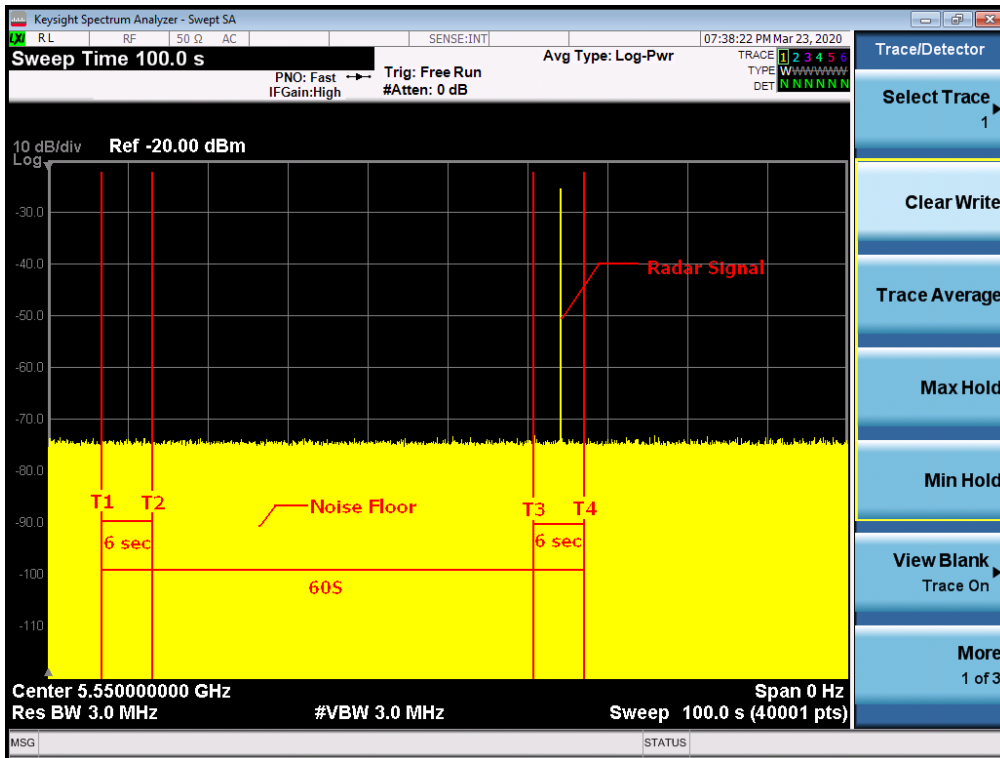 Keysight Spectrum Analyzer - Swept SA
LXI RL RF 50 Ω AC SENSE:INT 07:38:22 PM Mar 23, 2020
Sweep Time 100.0 s
PNO: Fast
IFGain:High
Trig: Free Run
#Atten: 0 dB
Avg Type: Log-Pwr
TRACE 1 2 3 4 5 6
TYPE WWWWWW
DET N N N N N N
10 dB/div
Log
Ref -20.00 dBm
-30.0
-40.0
-50.0
-60.0
-70.0
-80.0
-90.0
-100
-110
Radar Signal
T1 T2
Noise Floor
T3 T4
6 sec
6 sec
60S
Center 5.550000000 GHz
Span 0 Hz
Res BW 3.0 MHz
#VBW 3.0 MHz
Sweep 100.0 s (40001 pts)
MSG
STATUS
Trace/Detector
Select Trace
1
Clear Write
Trace Average
Max Hold
Min Hold
View Blank
Trace On
More
1 of 3